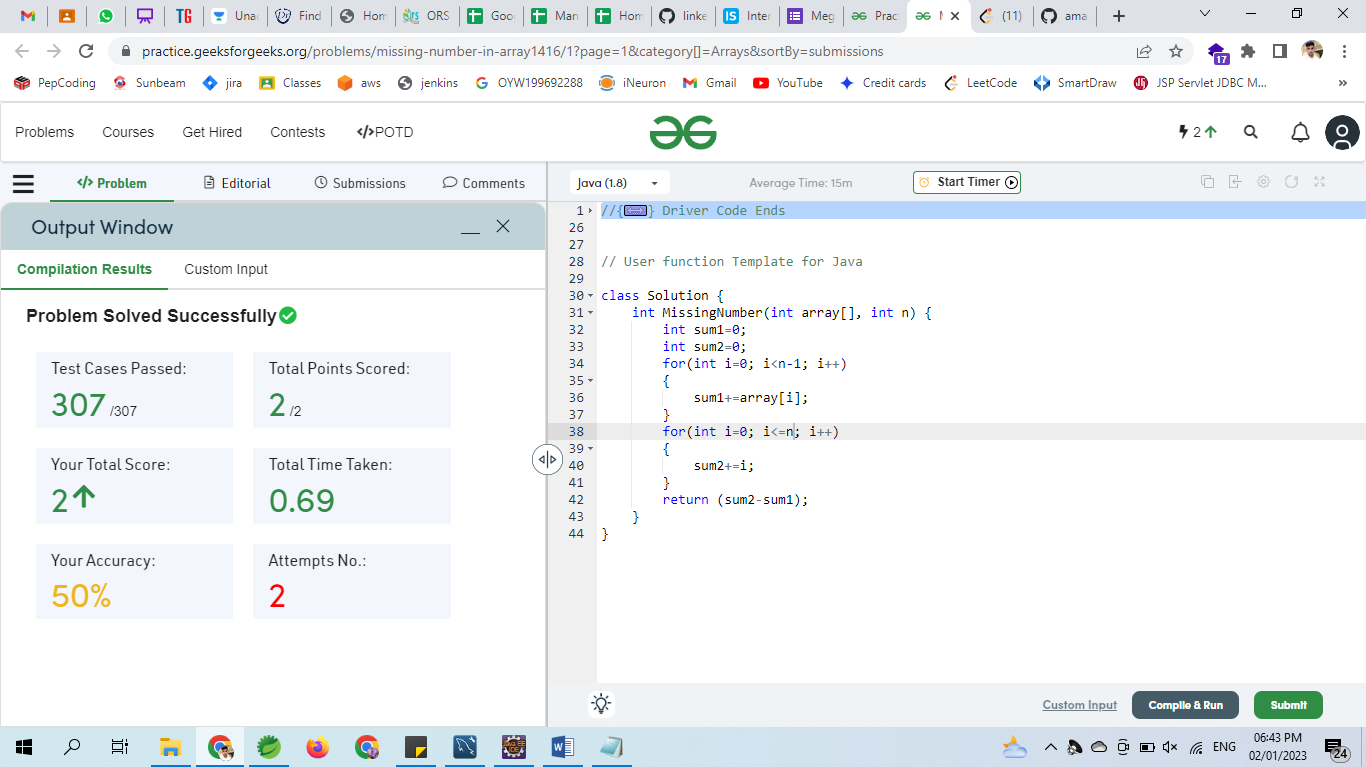 TG Unac Find Hom ORS Goo Man Hom linke Inter Meg Prac M (11) ama
practice.geeksforgeeks.org/problems/missing-number-in-array1416/1?page=1&category[]=Arrays&sortBy=submissions
17
PepCoding Sunbeam jira Classes aws jenkins OYW199692288 iNeuron Gmail YouTube Credit cards LeetCode SmartDraw JSP Servlet JDBC M... »
Problems Courses Get Hired Contests </>POTD 2
</> Problem Editorial Submissions Comments Java (1.8) Average Time: 15m Start Timer
Output Window
Compilation Results Custom Input
Problem Solved Successfully
Test Cases Passed: Total Points Scored:
307 /307 2 /2
Your Total Score: Total Time Taken:
2 0.69
Your Accuracy: Attempts No.:
50% 2
1 //{ } Driver Code Ends
26
27
28 // User function Template for Java
29
30 class Solution {
31 int MissingNumber(int array[], int n) {
32 int sum1=0;
33 int sum2=0;
34 for(int i=0; i<n-1; i++)
35 {
36 sum1+=array[i];
37 }
38 for(int i=0; i<=n; i++)
39 {
40 sum2+=i;
41 }
42 return (sum2-sum1);
43 }
44 }
Custom Input Compile & Run Submit
ENG 06:43 PM
02/01/2023 24